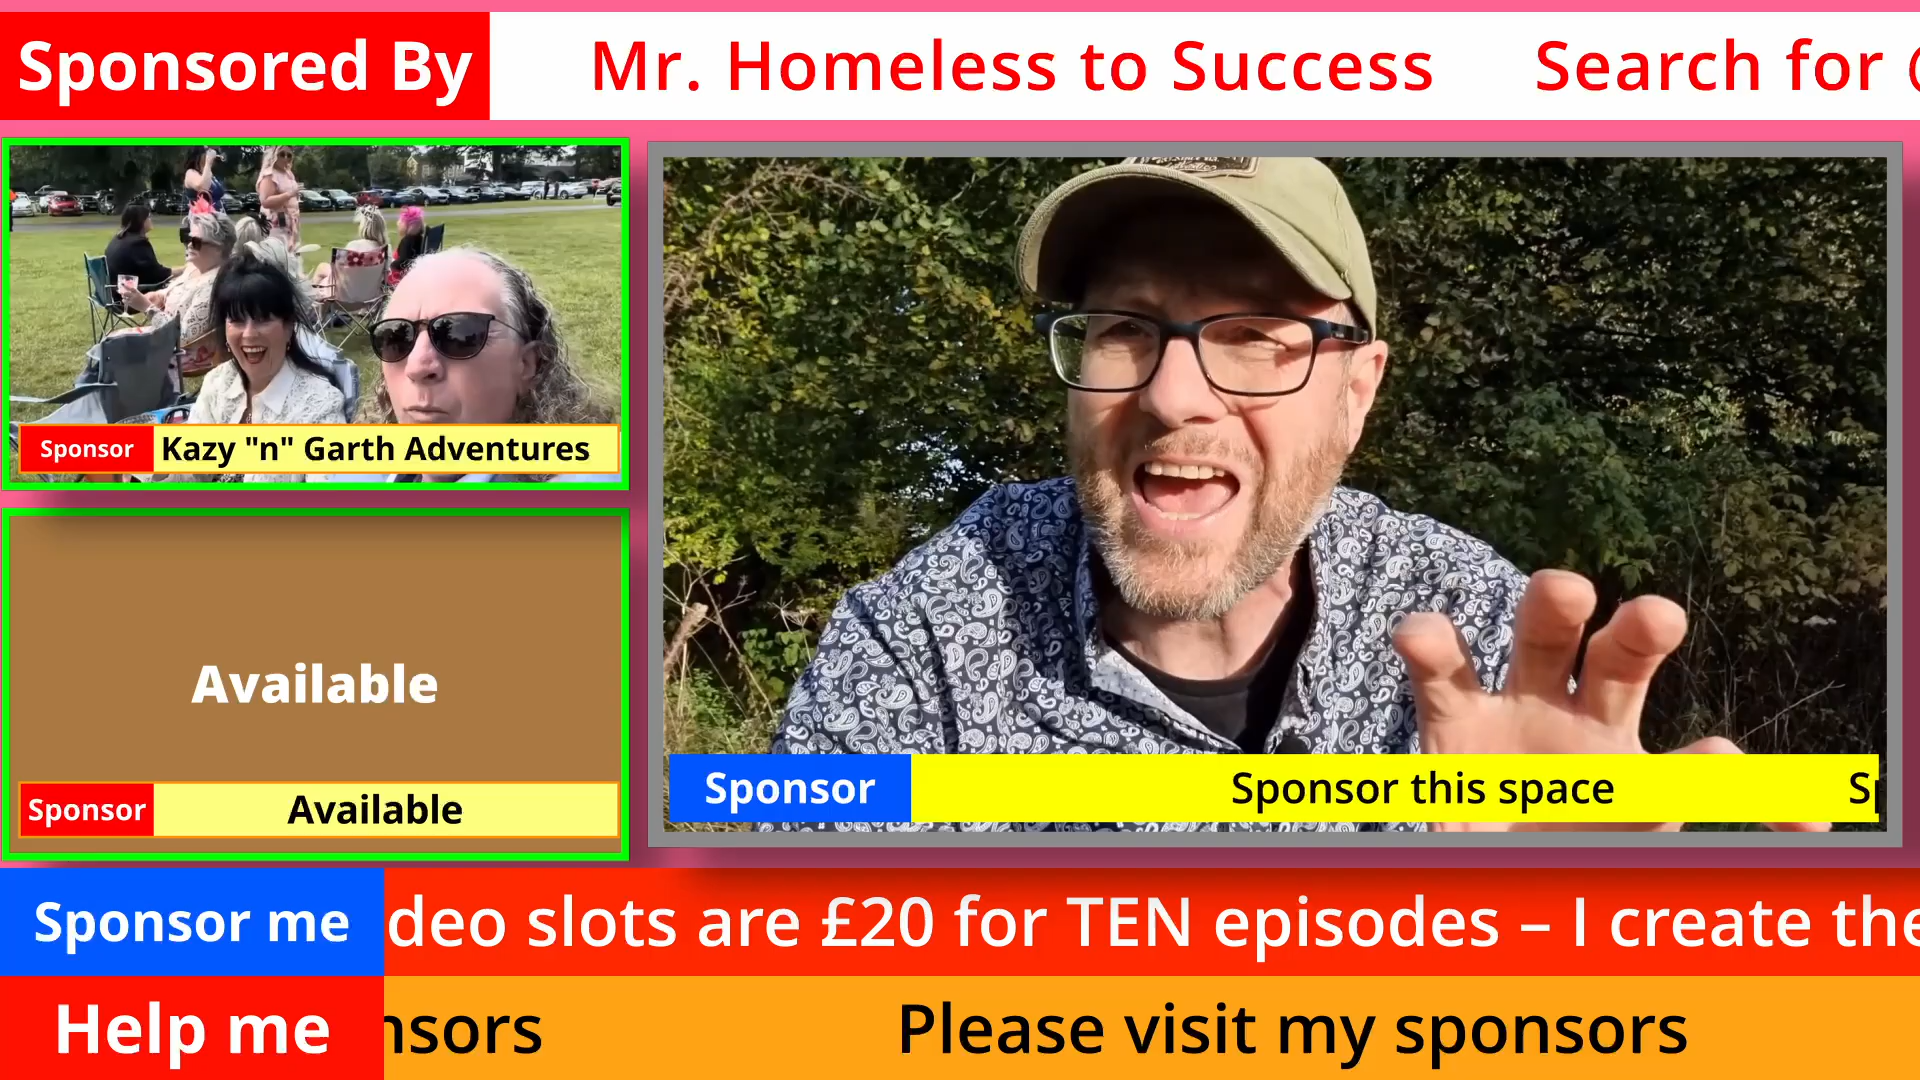 Sponsored By Mr. Homeless to Success Search for
Sponsor Kazy "n" Garth Adventures
Available
Sponsor Available
Sponsor Sponsor this space Sp
Sponsor me deo slots are £20 for TEN episodes – I create the
Help me nsors Please visit my sponsors